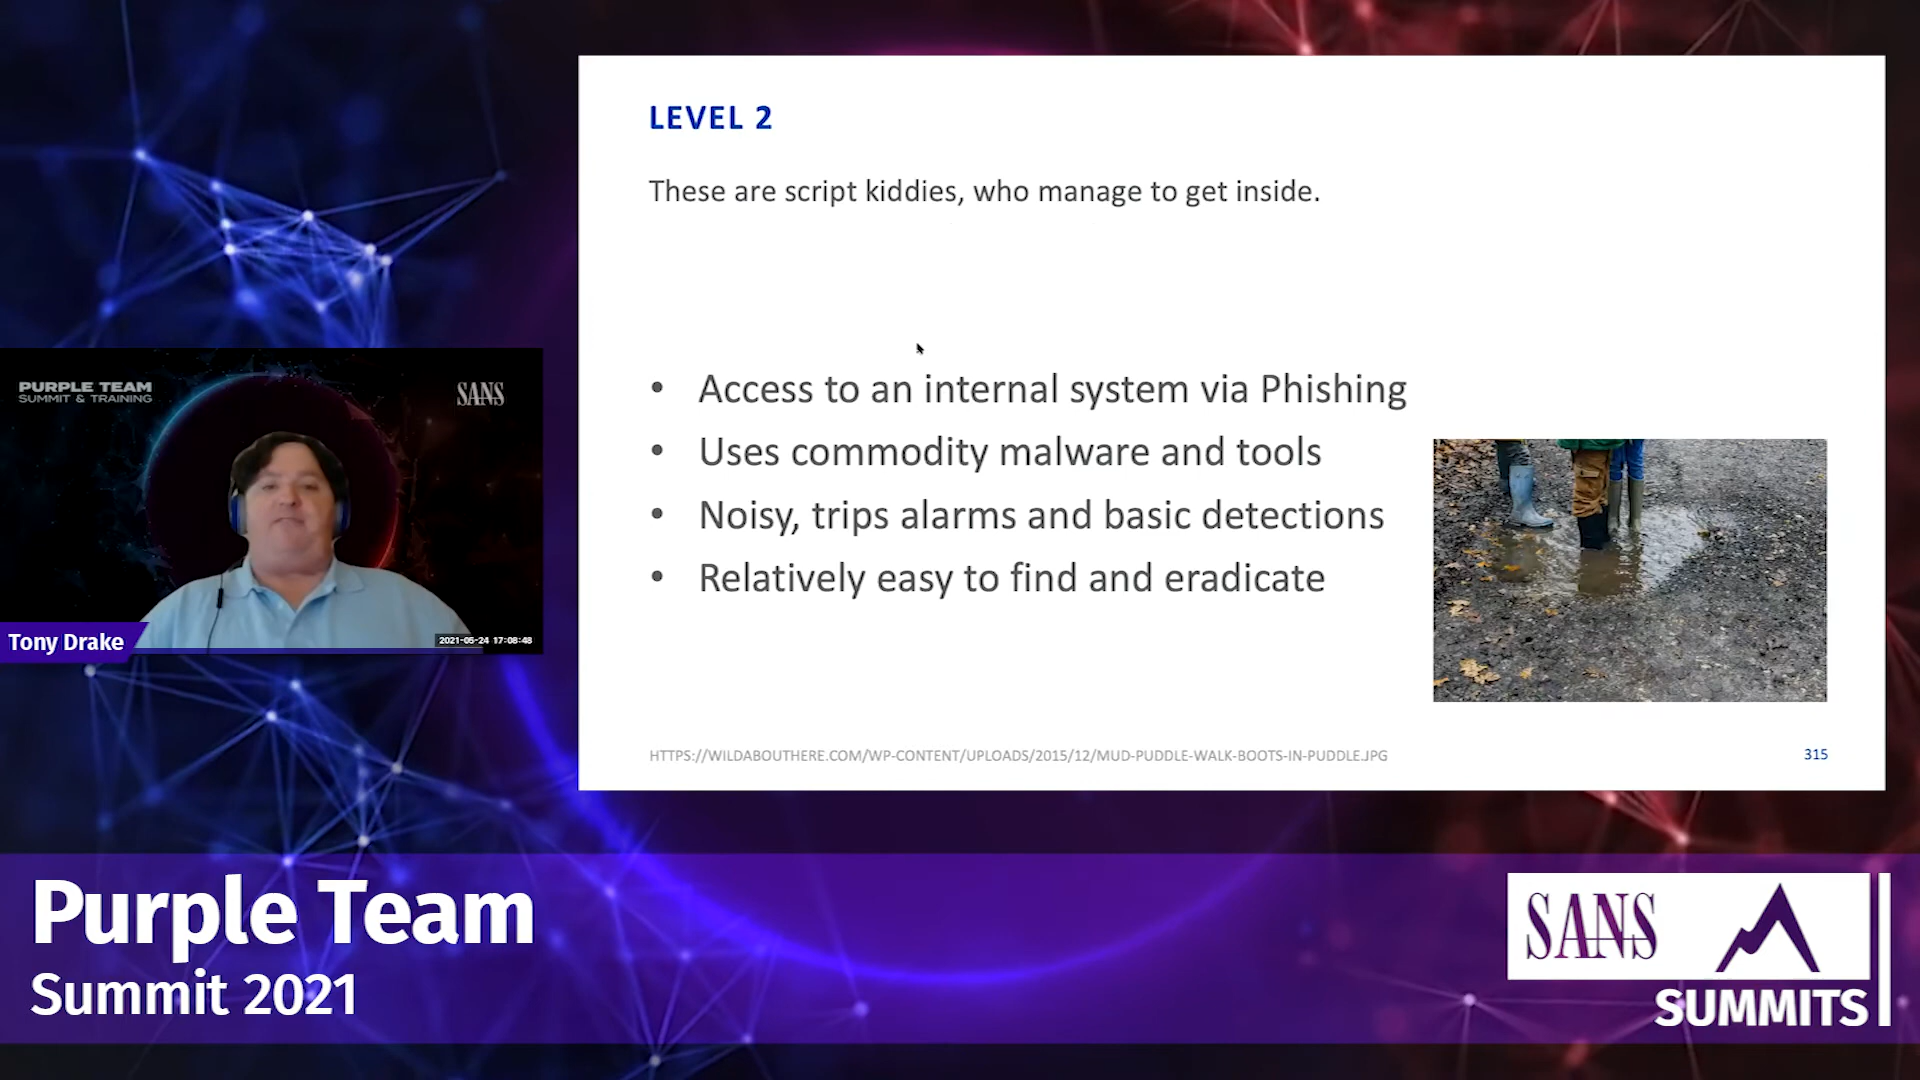 LEVEL 2
These are script kiddies, who manage to get inside.
• Access to an internal system via Phishing
• Uses commodity malware and tools
• Noisy, trips alarms and basic detections
• Relatively easy to find and eradicate
HTTPS://WILDABOUTHERE.COM/WP-CONTENT/UPLOADS/2015/12/MUD-PUDDLE-WALK-BOOTS-IN-PUDDLE.JPG
315
PURPLE TEAM
SUMMIT & TRAINING
SANS
Tony Drake
2021-05-24 17:08:48
Purple Team
Summit 2021
SANS
SUMMITS